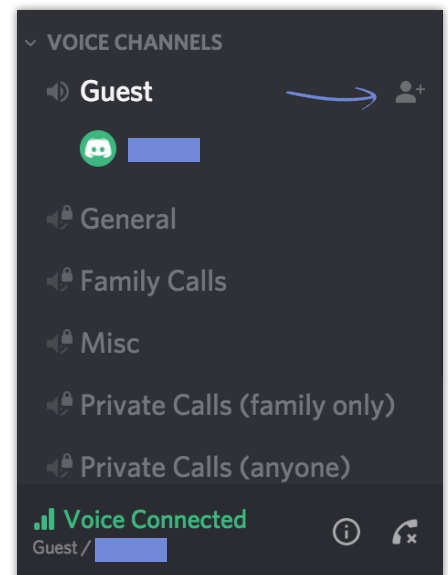 VOICE CHANNELS
Guest
General
Family Calls
Misc
Private Calls (family only)
Private Calls (anyone)
Voice Connected
Guest /